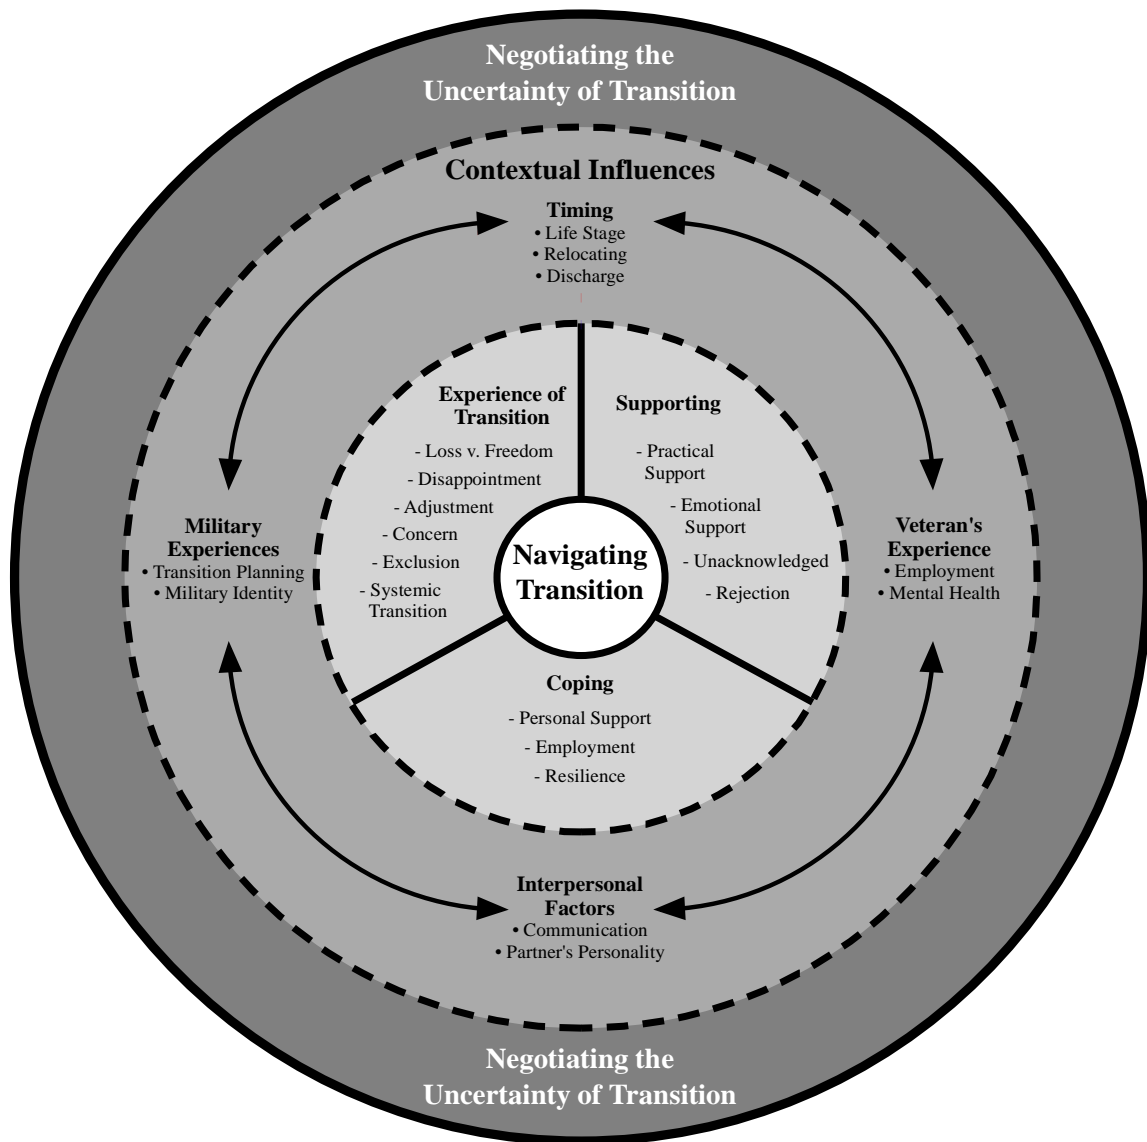 Negotiating the
Uncertainty of Transition
Contextual Influences
Timing
• Life Stage
• Relocating
• Discharge
Experience of
Transition
- Loss v. Freedom
- Disappointment
- Adjustment
- Concern
- Exclusion
- Systemic
Transition
Supporting
- Practical
Support
- Emotional
Support
- Unacknowledged
- Rejection
Navigating
Transition
Military
Experiences
• Transition Planning
• Military Identity
Veteran's
Experience
• Employment
• Mental Health
Coping
- Personal Support
- Employment
- Resilience
Interpersonal
Factors
• Communication
• Partner's Personality
Negotiating the
Uncertainty of Transition